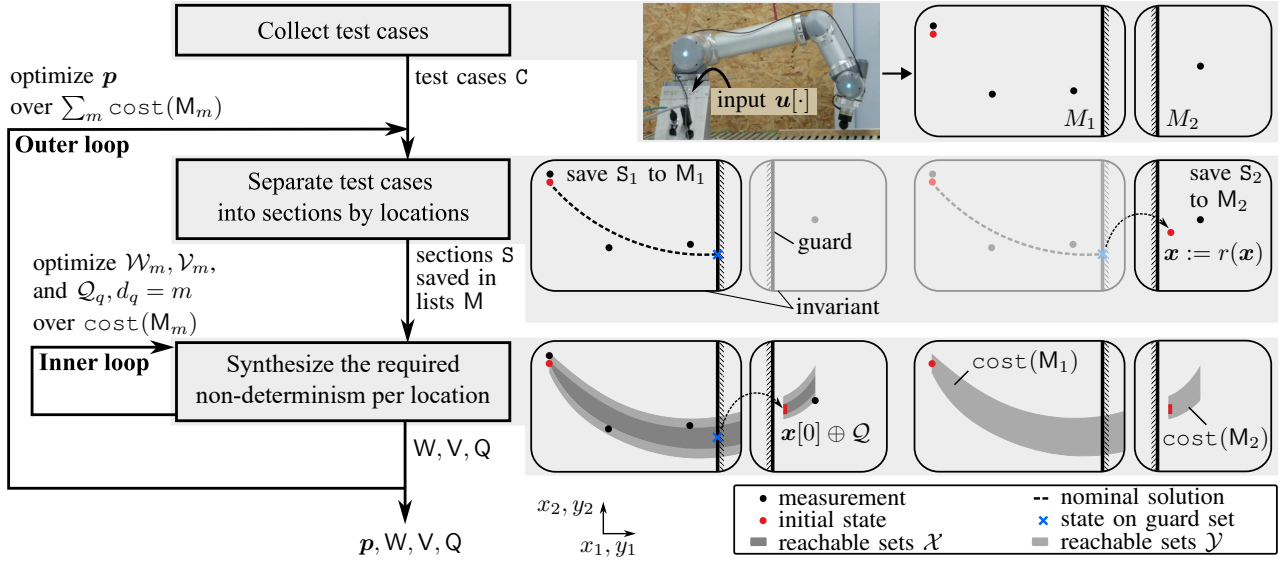 Collect test cases
optimize p
over ∑m cost(Mm)
test cases C
input u[·]
M1
M2
Outer loop
Separate test cases
into sections by locations
save S1 to M1
guard
invariant
save S2
to M2
x := r(x)
optimize Wm, Vm,
and Qq, dq = m
over cost(Mm)
sections S
saved in
lists M
Inner loop
Synthesize the required
non-determinism per location
x[0] ⊕ Q
cost(M1)
cost(M2)
W, V, Q
p, W, V, Q
x2, y2
x1, y1
measurement
initial state
reachable sets X
nominal solution
state on guard set
reachable sets Y